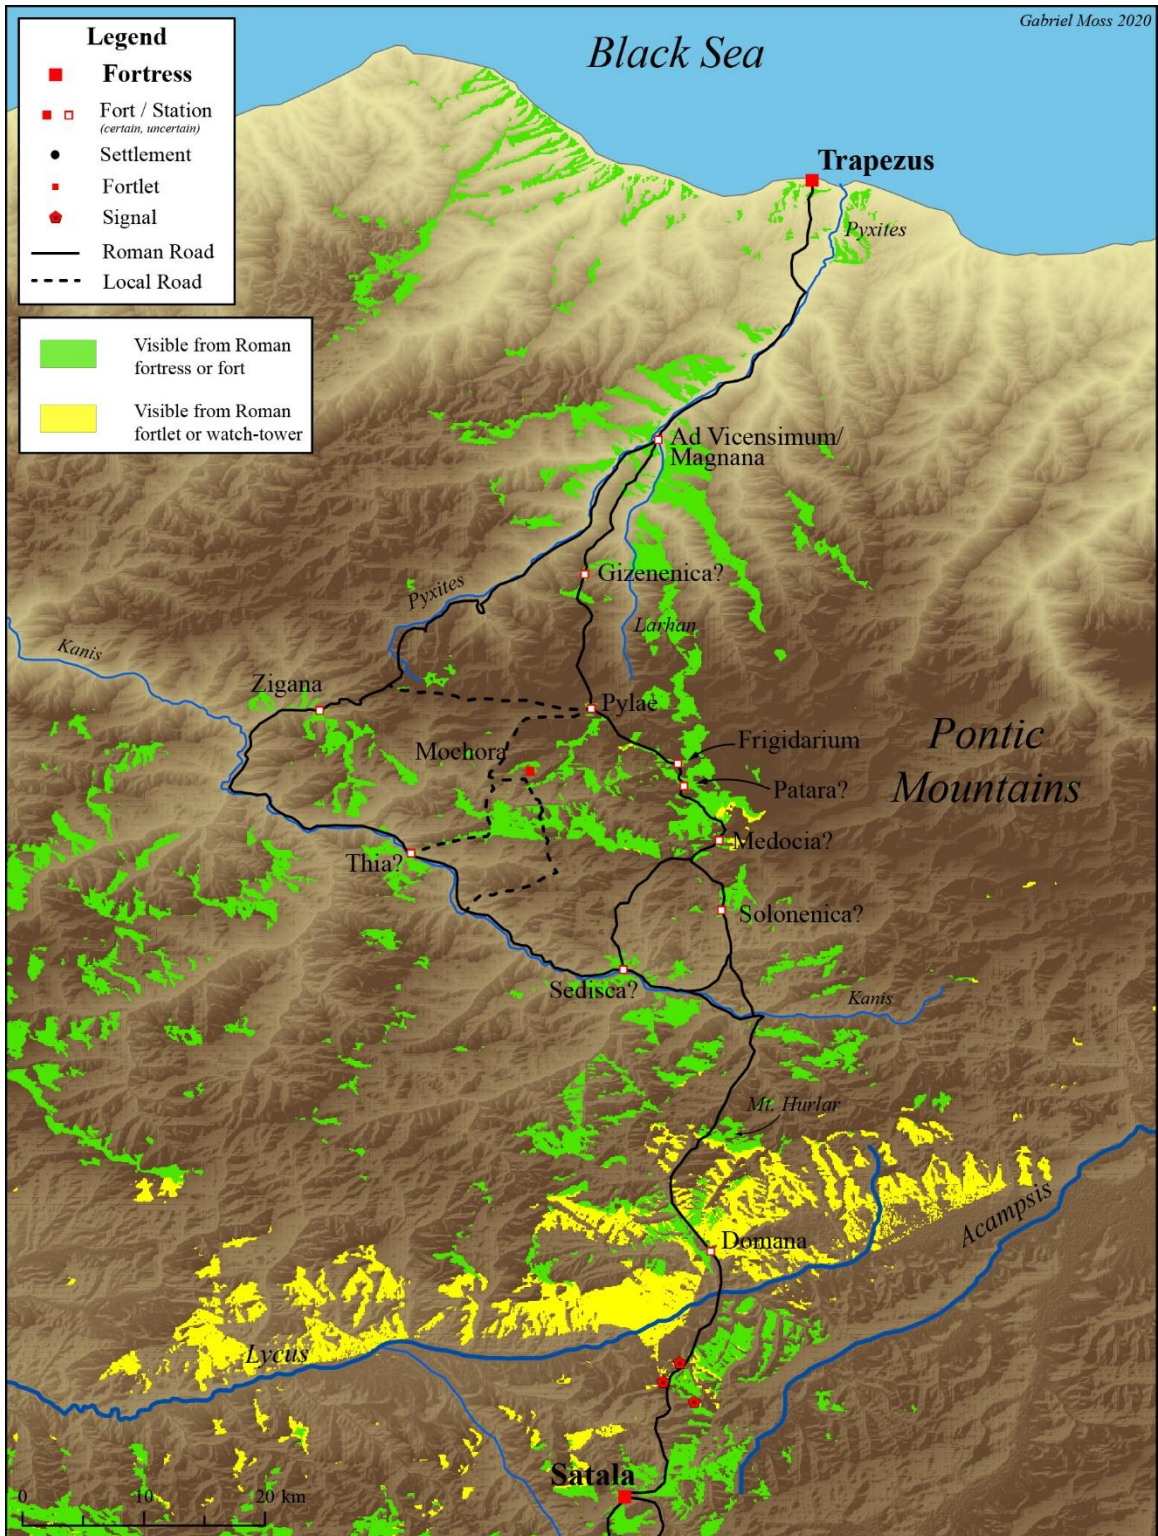 Gabriel Moss 2020
Legend
Fortress
Fort / Station
(certain, uncertain)
Settlement
Fortlet
Signal
Roman Road
Local Road
Visible from Roman
fortress or fort
Visible from Roman
fortlet or watch-tower
Black Sea
Trapezus
Pyxites
Ad Vicensimum/
Magnana
Gizenenica?
Pyxites
Larhan
Kanis
Zigana
Pylae
Mochora
Frigidarium
Pontic
Mountains
Patara?
Medocia?
Thia?
Solonenica?
Sedisca?
Kanis
Mt. Hurlar
Acampsis
Domana
Lycus
Satala
0 10 20 km